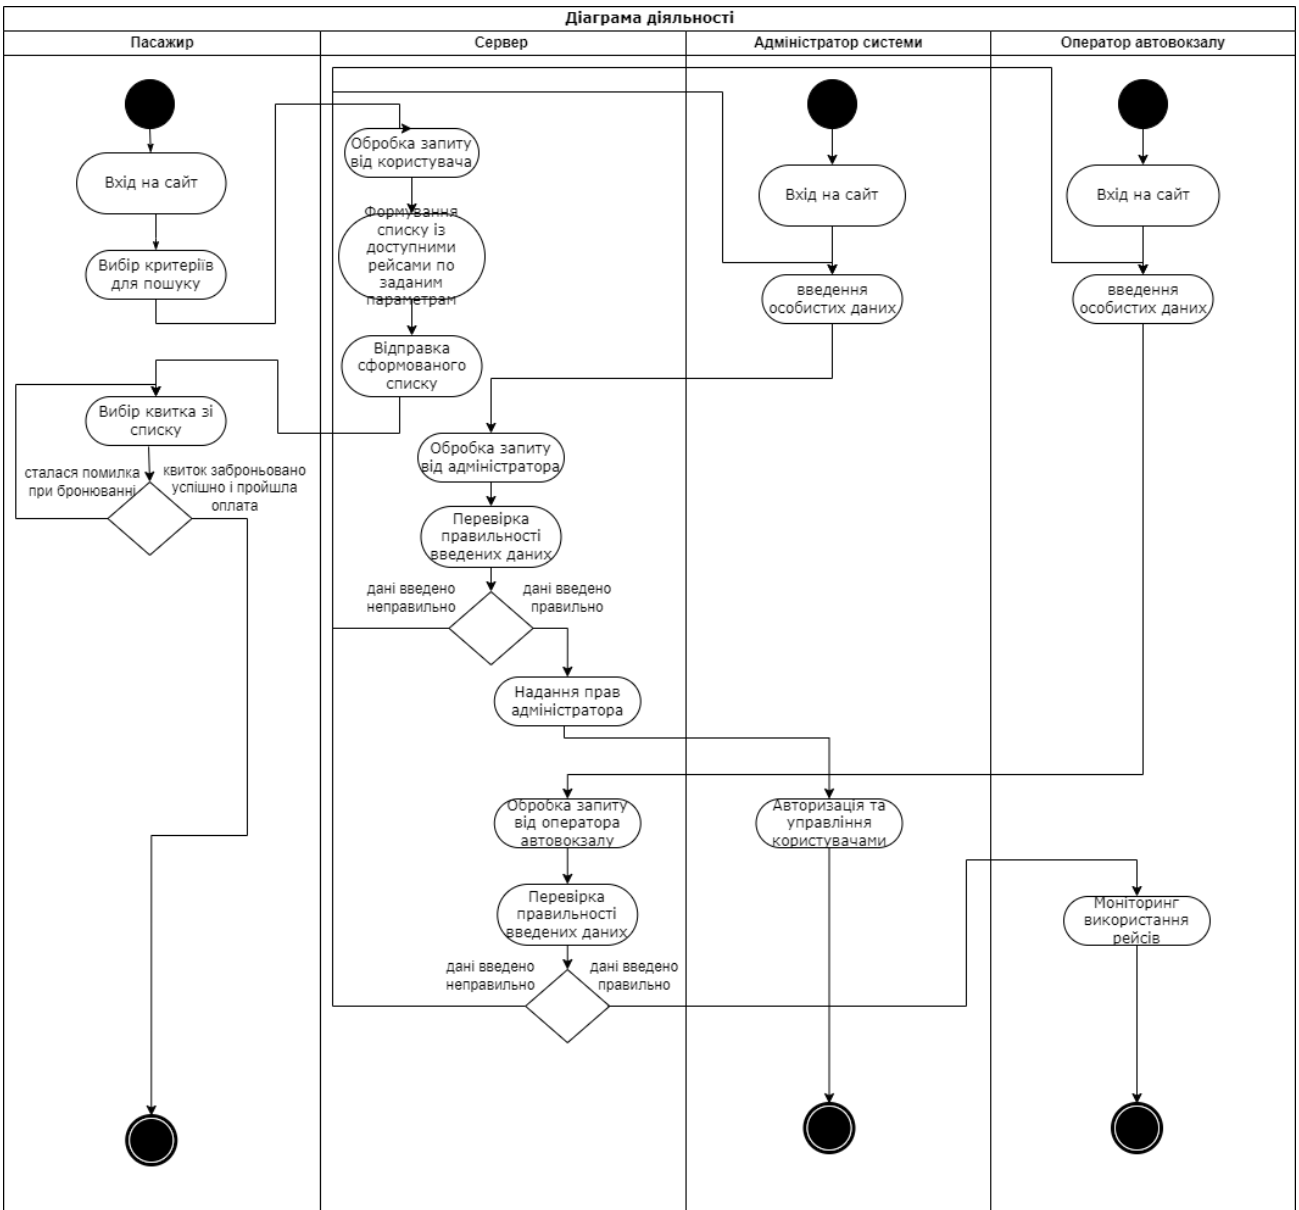 Діаграма діяльності
Пасажир
Сервер
Адміністратор системи
Оператор автовокзалу
Вхід на сайт
Вибір критеріїв
для пошуку
Обробка запиту
від користувача
Формування
списку із
доступними
рейсами по
заданим
параметрам
Відправка
сформованого
списку
Вхід на сайт
введення
особистих даних
Вхід на сайт
введення
особистих даних
Вибір квитка зі
списку
сталася помилка
при бронюванні
квиток заброньовано
успішно і пройшла
оплата
Обробка запиту
від адміністратора
Перевірка
правильності
введених даних
дані введено
неправильно
дані введено
правильно
Надання прав
адміністратора
Обробка запиту
від оператора
автовокзалу
Авторизація та
управління
користувачами
Перевірка
правильності
введених даних
Моніторинг
використання
рейсів
дані введено
неправильно
дані введено
правильно